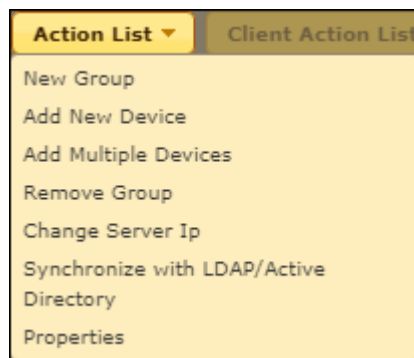 Action List Client Action List
New Group
Add New Device
Add Multiple Devices
Remove Group
Change Server Ip
Synchronize with LDAP/Active
Directory
Properties